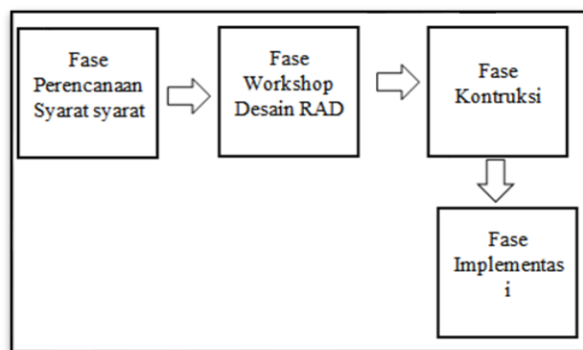 Fase
Perencanaan
Syarat syarat
Fase
Workshop
Desain RAD
Fase
Kontruksi
Fase
Implementas
i